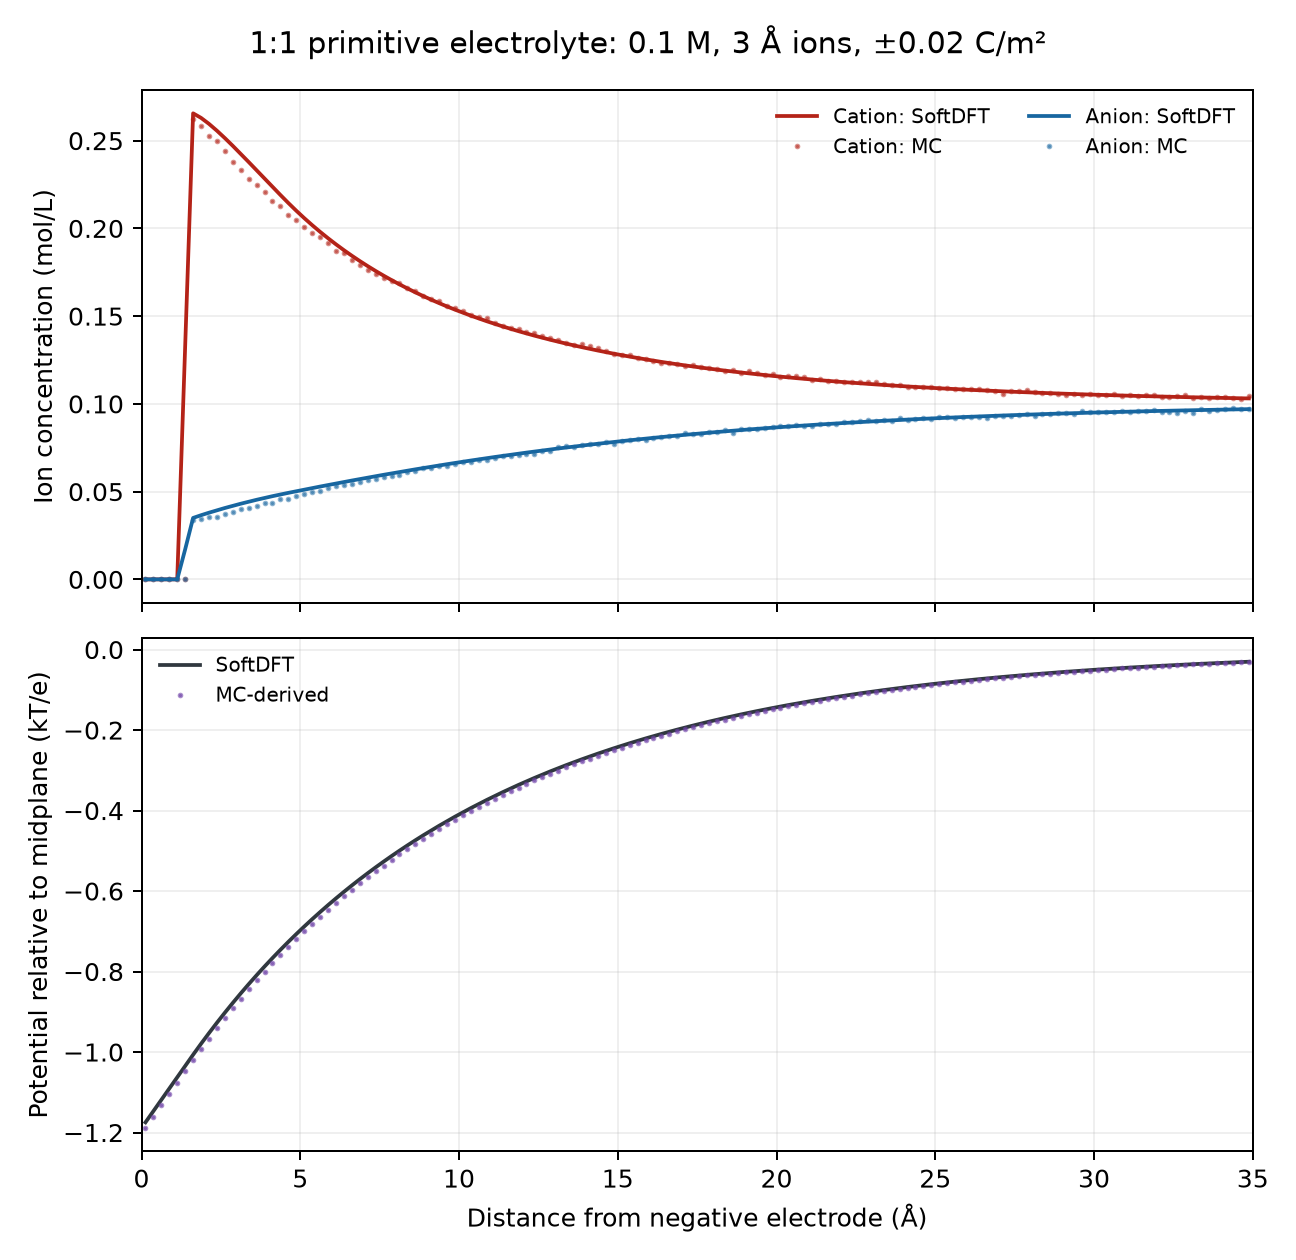 1:1 primitive electrolyte: 0.1 M, 3 Å ions, ±0.02 C/m²
Cation: SoftDFT
Anion: SoftDFT
Cation: MC
Anion: MC
Ion concentration (mol/L)
0.25
0.20
0.15
0.10
0.05
0.00
SoftDFT
MC-derived
Potential relative to midplane (kT/e)
0.0
−0.2
−0.4
−0.6
−0.8
−1.0
−1.2
0 5 10 15 20 25 30 35
Distance from negative electrode (Å)